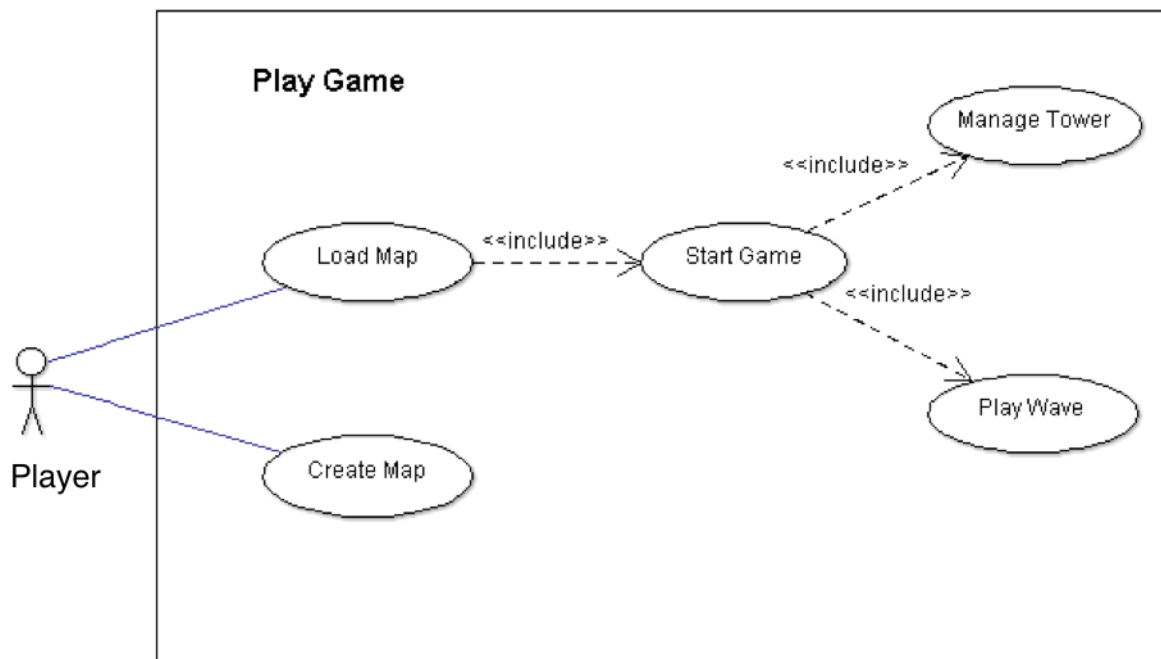 Play Game
Manage Tower
<<include>>
Load Map
<<include>>
Start Game
<<include>>
Play Wave
Player
Create Map